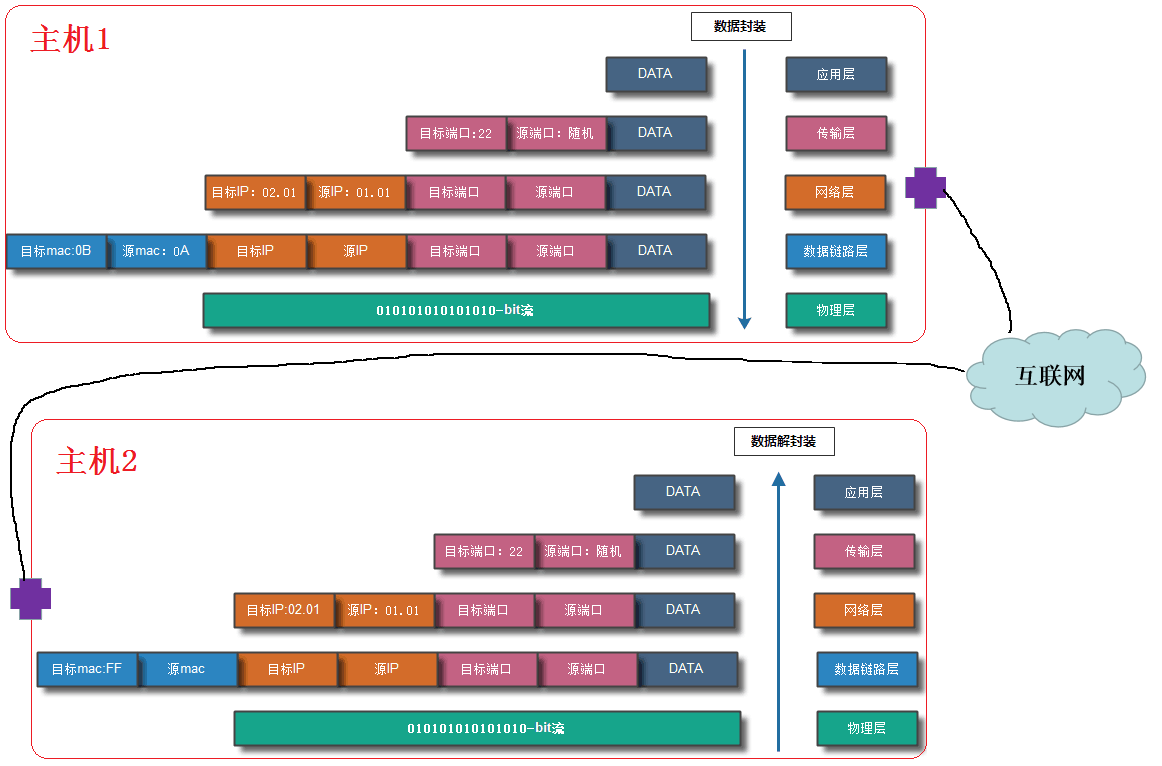 主机1
数据封装
DATA
应用层
目标端口:22
源端口：随机
DATA
传输层
目标IP：02.01
源IP：01.01
目标端口
源端口
DATA
网络层
目标mac:0B
源mac：0A
目标IP
源IP
目标端口
源端口
DATA
数据链路层
010101010101010-bit流
物理层
互联网
主机2
数据解封装
DATA
应用层
目标端口：22
源端口：随机
DATA
传输层
目标IP:02.01
源IP：01.01
目标端口
源端口
DATA
网络层
目标mac:FF
源mac
目标IP
源IP
目标端口
源端口
DATA
数据链路层
010101010101010-bit流
物理层